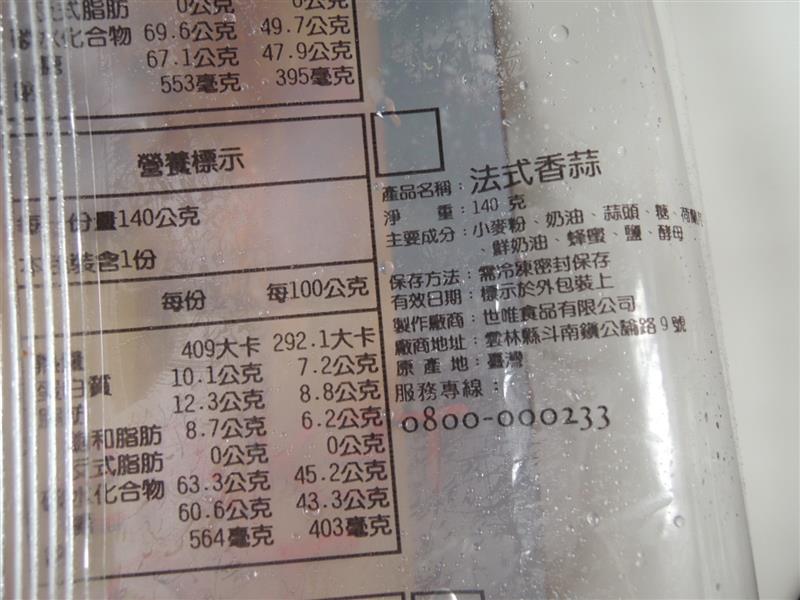 式脂肪 0公克 0公克
水化合物 69.6公克 49.7公克
67.1公克 47.9公克
553毫克 395毫克
營養標示
份量140公克
裝含1份
每份 每100公克
409大卡 292.1大卡
質 10.1公克 7.2公克
12.3公克 8.8公克
和脂肪 8.7公克 6.2公克
式脂肪 0公克 0公克
水化合物 63.3公克 45.2公克
60.6公克 43.3公克
564毫克 403毫克
產品名稱：法式香蒜
淨 重：140 克
主要成分：小麥粉、奶油、蒜頭、糖、荷蘭
、鮮奶油、蜂蜜、鹽、酵母
保存方法：需冷凍密封保存
有效日期：標示於外包裝上
製作廠商：世唯食品有限公司
廠商地址：雲林縣斗南鎮公論路9號
原 產 地：臺灣
服務專線：
0800-000233